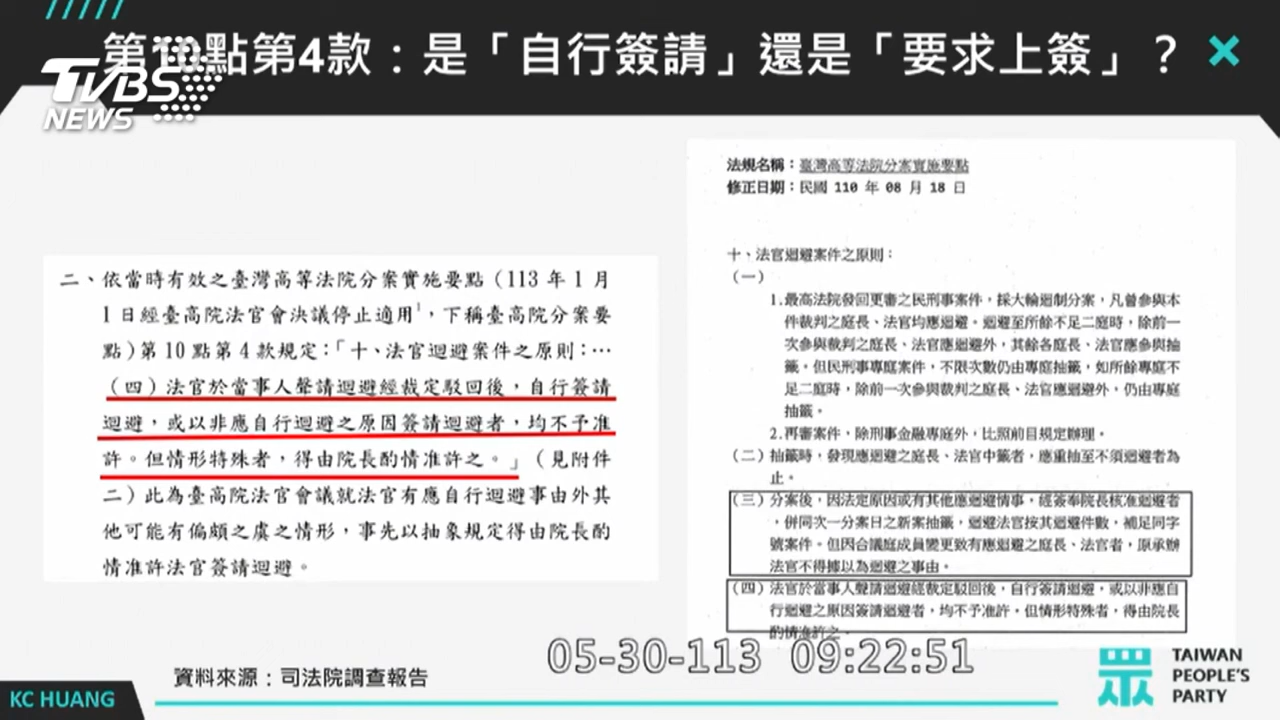 第10點第4款：是「自行簽請」還是「要求上簽」？
TVBS
NEWS
二、依當時有效之臺灣高等法院分案實施要點（113 年 1 月
1 日經臺高院法官會決議停止適用1，下稱臺高院分案要
點）第 10 點第 4 款規定：「十、法官迴避案件之原則：…
（四）法官於當事人聲請迴避經裁定駁回後，自行簽請
迴避，或以非應自行迴避之原因簽請迴避者，均不予准
許。但情形特殊者，得由院長酌情准許之。」（見附件
二）此為臺高院法官會議就法官有應自行迴避事由外其
他可能有偏頗之虞之情形，事先以抽象規定得由院長酌
情准許法官簽請迴避。
法規名稱：臺灣高等法院分案實施要點
修正日期：民國 110 年 08 月 18 日
十、法官迴避案件之原則：
（一）
1.最高法院發回更審之民刑事案件，採大輪迴制分案，凡曾參與本
件裁判之庭長、法官均應迴避。迴避至所餘不足二庭時，除前一
次參與裁判之庭長、法官應迴避外，其餘各庭長、法官應參與抽
籤。但民刑事專庭案件，不限次數仍由專庭抽籤，如所餘專庭不
足二庭時，除前一次參與裁判之庭長、法官應迴避外，仍由專庭
抽籤。
2.再審案件，除刑事金融專庭外，比照前目規定辦理。
（二）抽籤時，發現應迴避之庭長、法官中籤者，應重抽至不須迴避者為
止。
（三）分案後，因法定原因或有其他應迴避情事，經簽奉院長核准迴避者
，併同次一分案日之新案抽籤，迴避法官按其迴避件數，補足同字
號案件。但因合議庭成員變更致有應迴避之庭長、法官者，原承辦
法官不得據以為迴避之事由。
（四）法官於當事人聲請迴避經裁定駁回後，自行簽請迴避，或以非應自
行迴避之原因簽請迴避者，均不予准許。但情形特殊者，得由院長
酌情准許之。
05-30-113 09:22:51
資料來源：司法院調查報告
KC HUANG
眾
TAIWAN
PEOPLE'S
PARTY